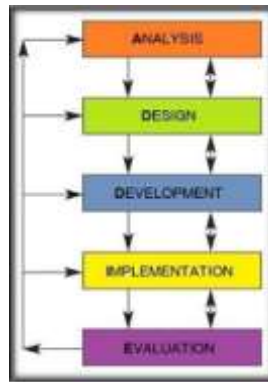 ANALYSIS
DESIGN
DEVELOPMENT
IMPLEMENTATION
EVALUATION